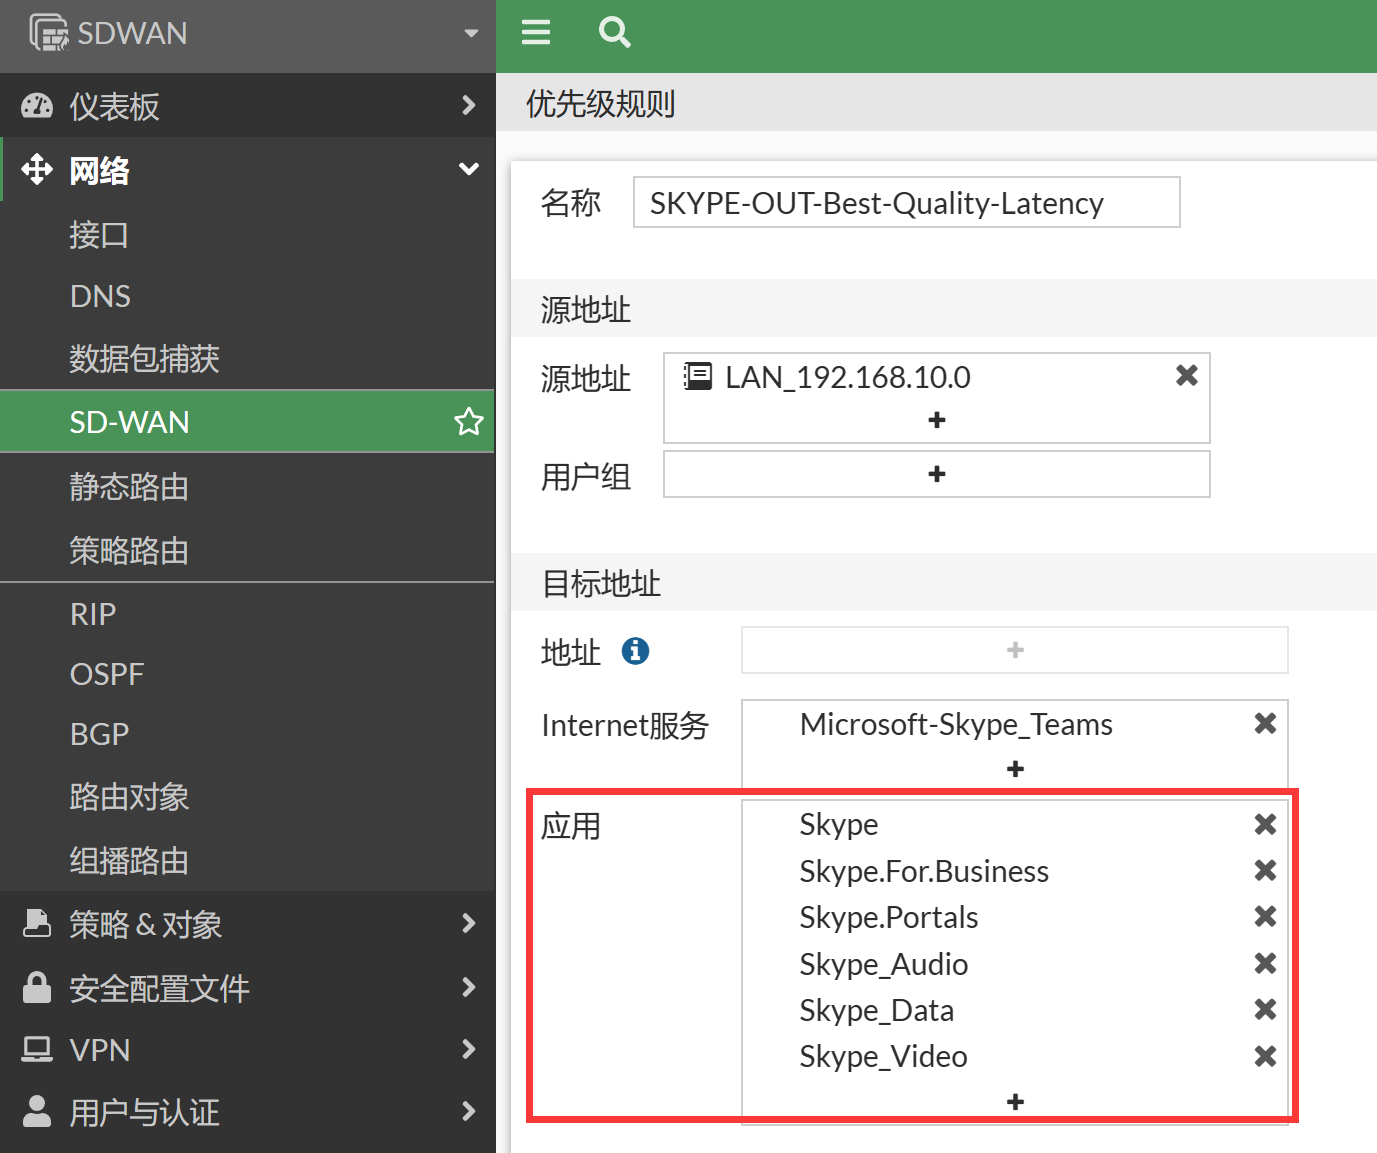 SDWAN
仪表板
网络
接口
DNS
数据包捕获
SD-WAN
静态路由
策略路由
RIP
OSPF
BGP
路由对象
组播路由
策略 & 对象
安全配置文件
VPN
用户与认证
优先级规则
名称 SKYPE-OUT-Best-Quality-Latency
源地址
源地址 LAN_192.168.10.0
用户组
目标地址
地址
Internet服务 Microsoft-Skype_Teams
应用 Skype
Skype.For.Business
Skype.Portals
Skype_Audio
Skype_Data
Skype_Video